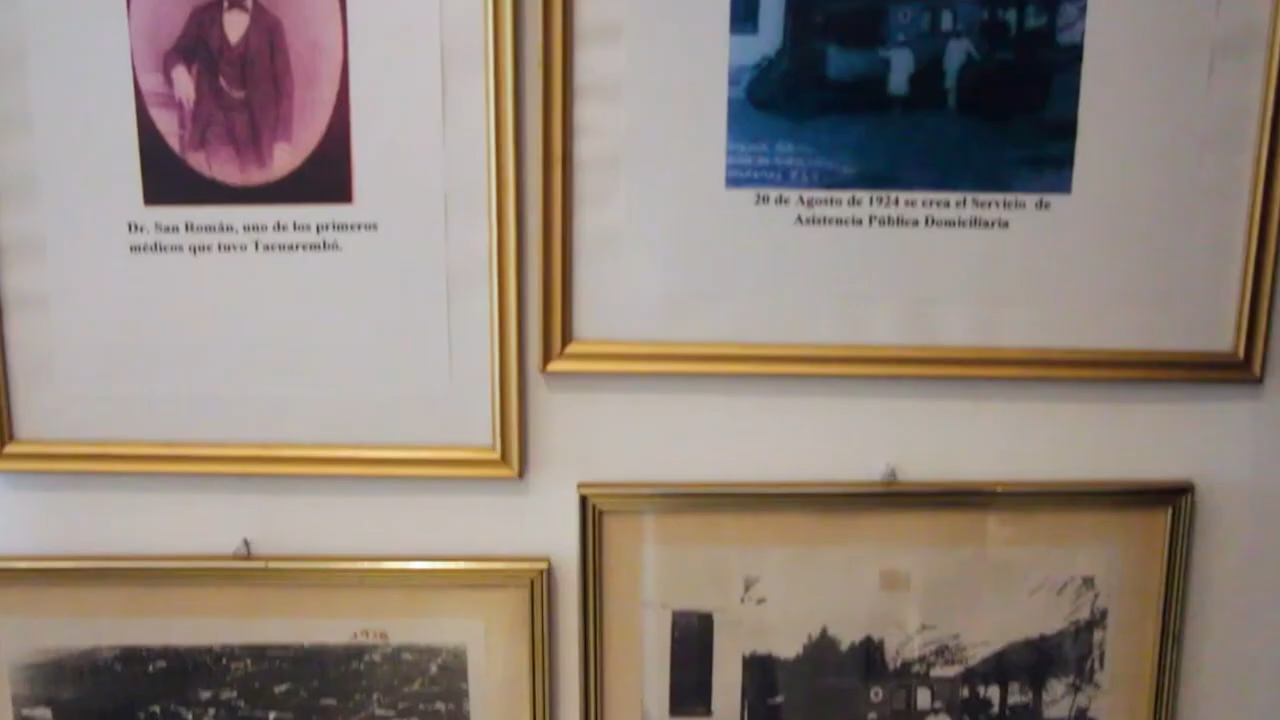 Dr. San Román, uno de los primeros
médicos que tuvo Tacuarembó.
20 de Agosto de 1924 se crea el Servicio de
Asistencia Pública Domiciliaria